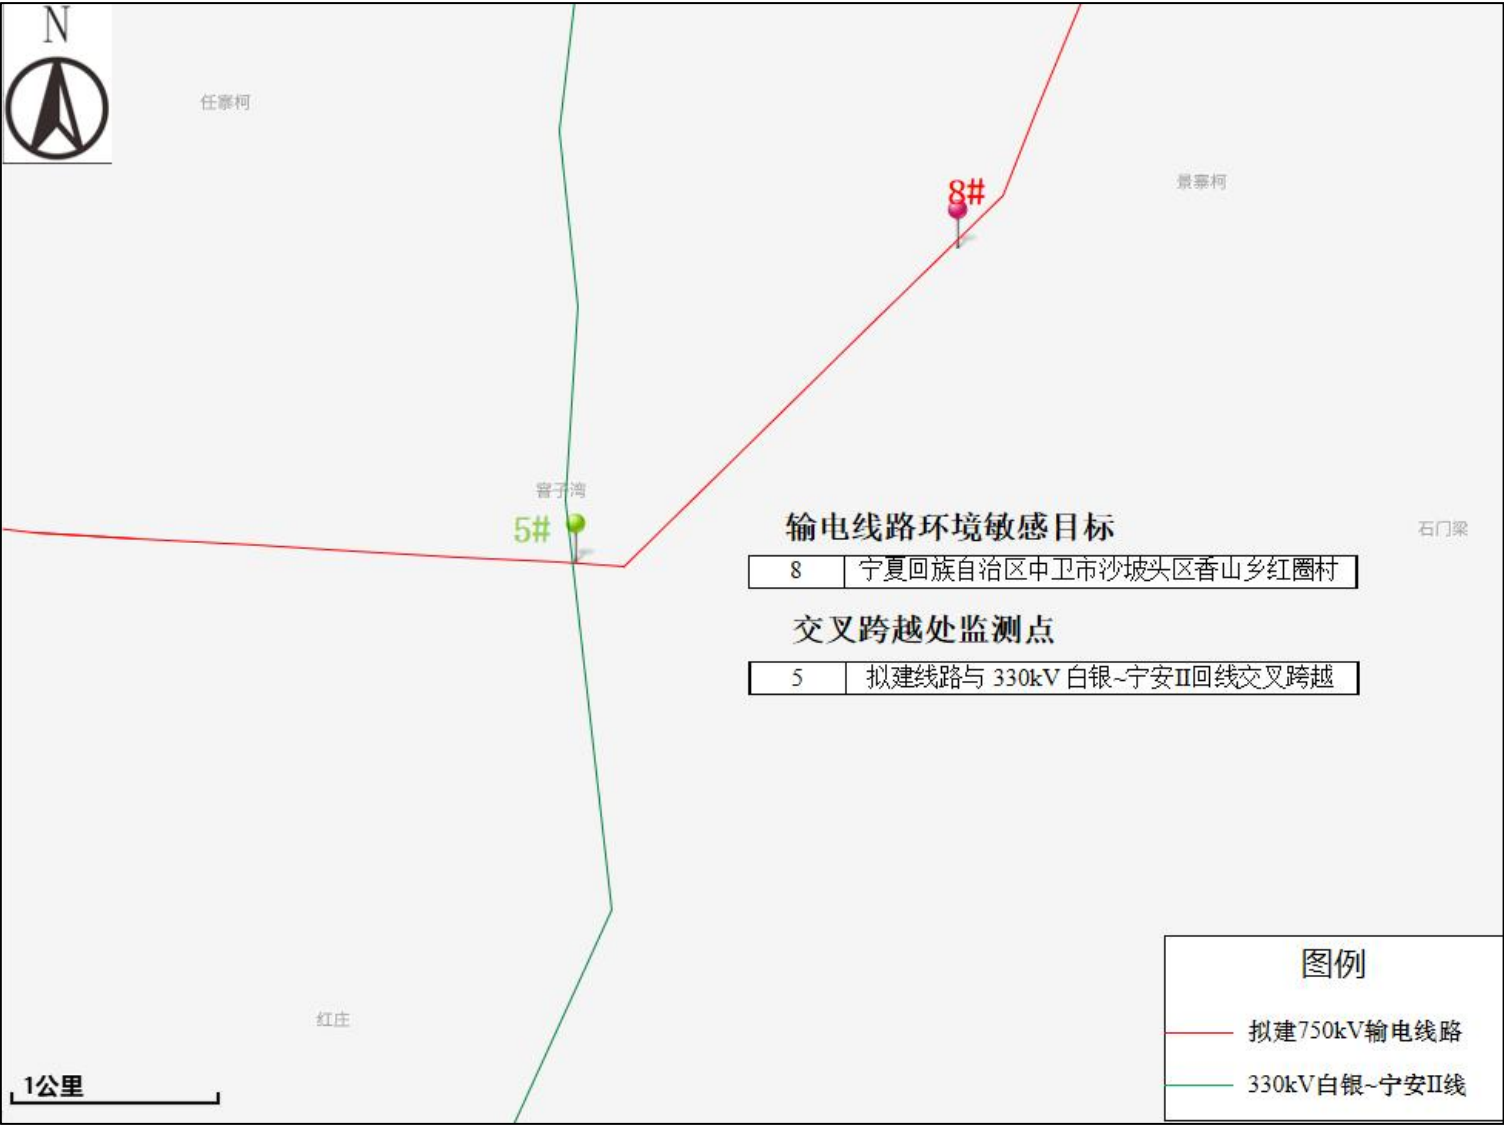 N
任寨柯
8#
景寨柯
窨子湾
5#
输电线路环境敏感目标
石门梁
8 宁夏回族自治区中卫市沙坡头区香山乡红圈村
交叉跨越处监测点
5 拟建线路与 330kV 白银~宁安II回线交叉跨越
图例
拟建750kV输电线路
330kV白银~宁安II线
红庄
1公里